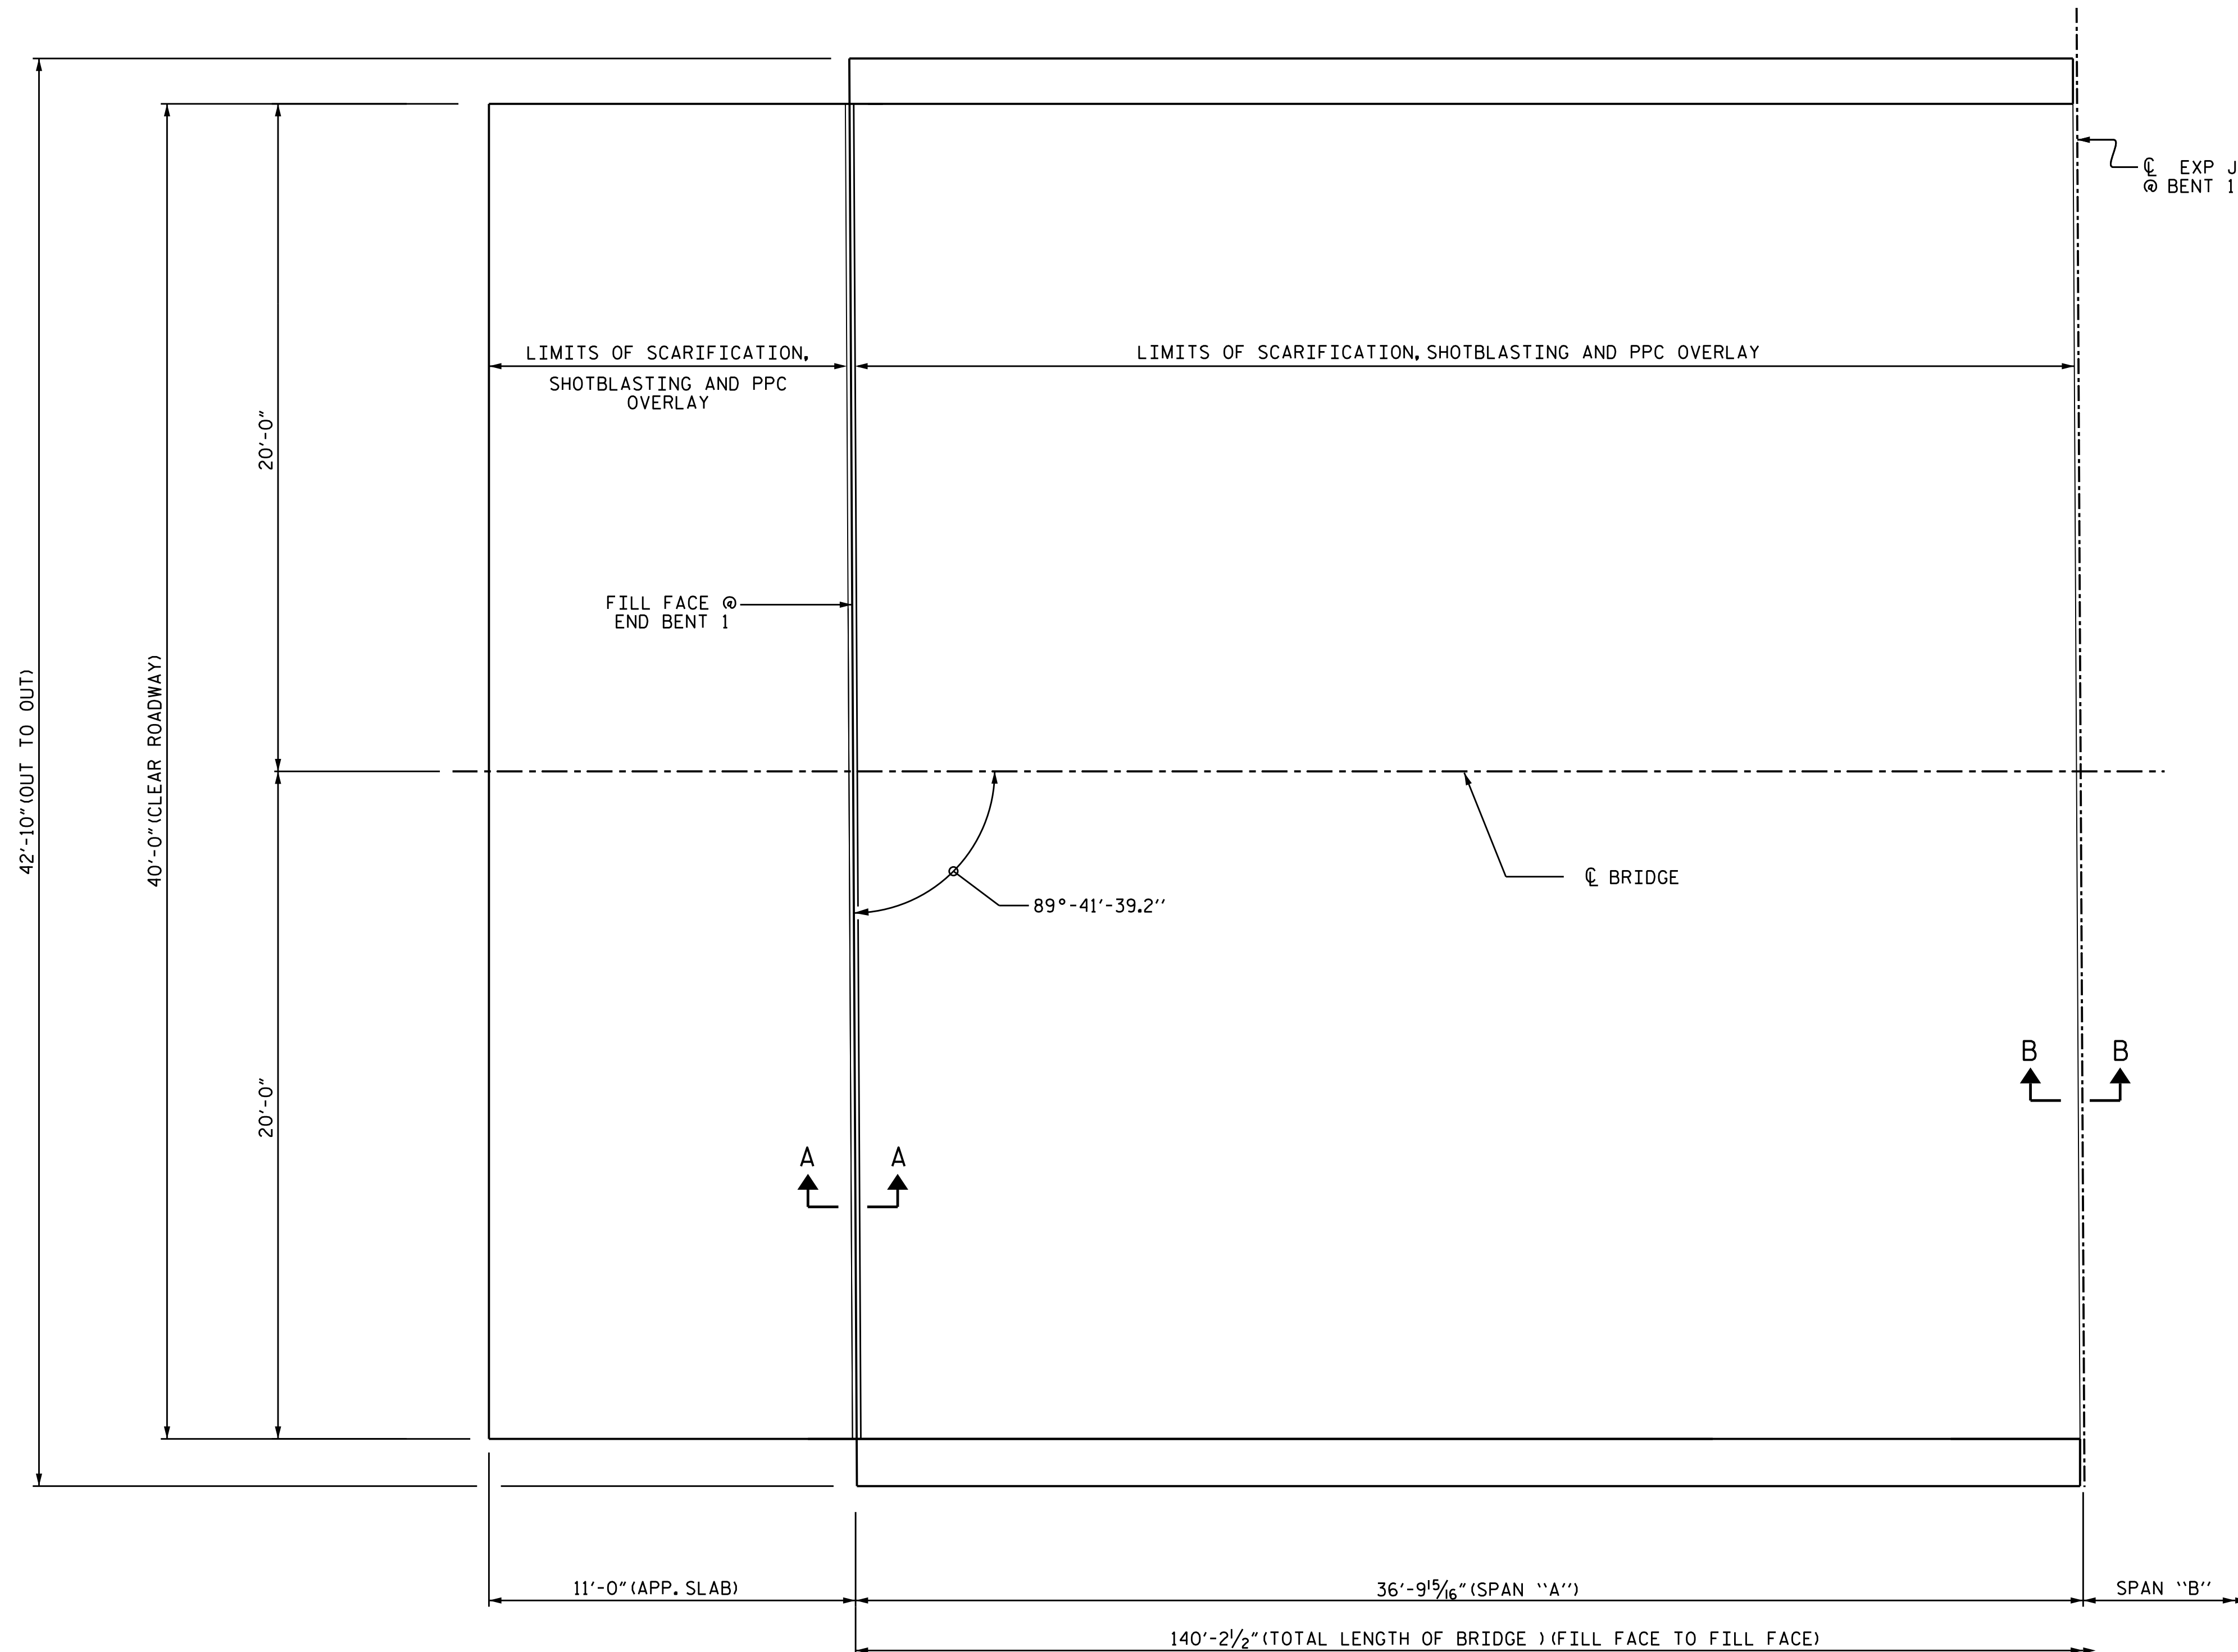 ℄ EXP J
@ BENT 1
LIMITS OF SCARIFICATION,
SHOTBLASTING AND PPC
OVERLAY
LIMITS OF SCARIFICATION, SHOTBLASTING AND PPC OVERLAY
20'-0"
FILL FACE @
END BENT 1
42'-10" (OUT TO OUT)
40'-0" (CLEAR ROADWAY)
℄ BRIDGE
89°-41'-39.2''
20'-0"
B B
A A
11'-0" (APP. SLAB)
36'-9 15/16" (SPAN ``A'')
SPAN ``B''
140'-2 1/2" (TOTAL LENGTH OF BRIDGE ) (FILL FACE TO FILL FACE)